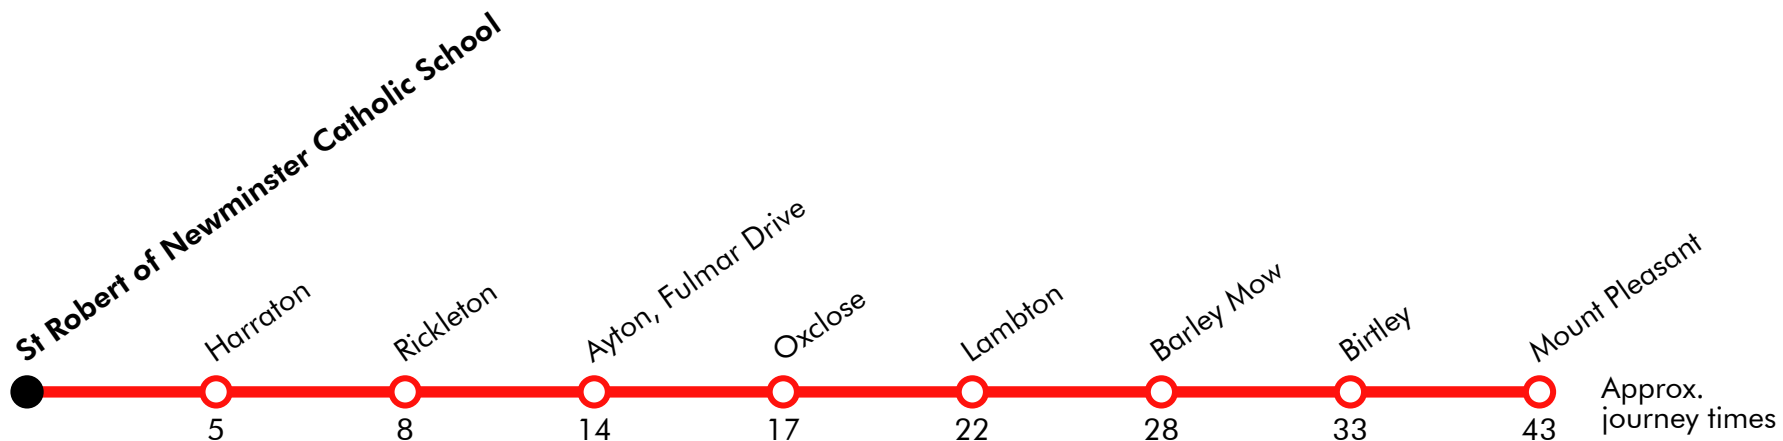 St Robert of Newminster Catholic School
Harraton
Rickleton
Ayton, Fulmar Drive
Oxclose
Lambton
Barley Mow
Birtley
Mount Pleasant
Approx.
journey times
5
8
14
17
22
28
33
43